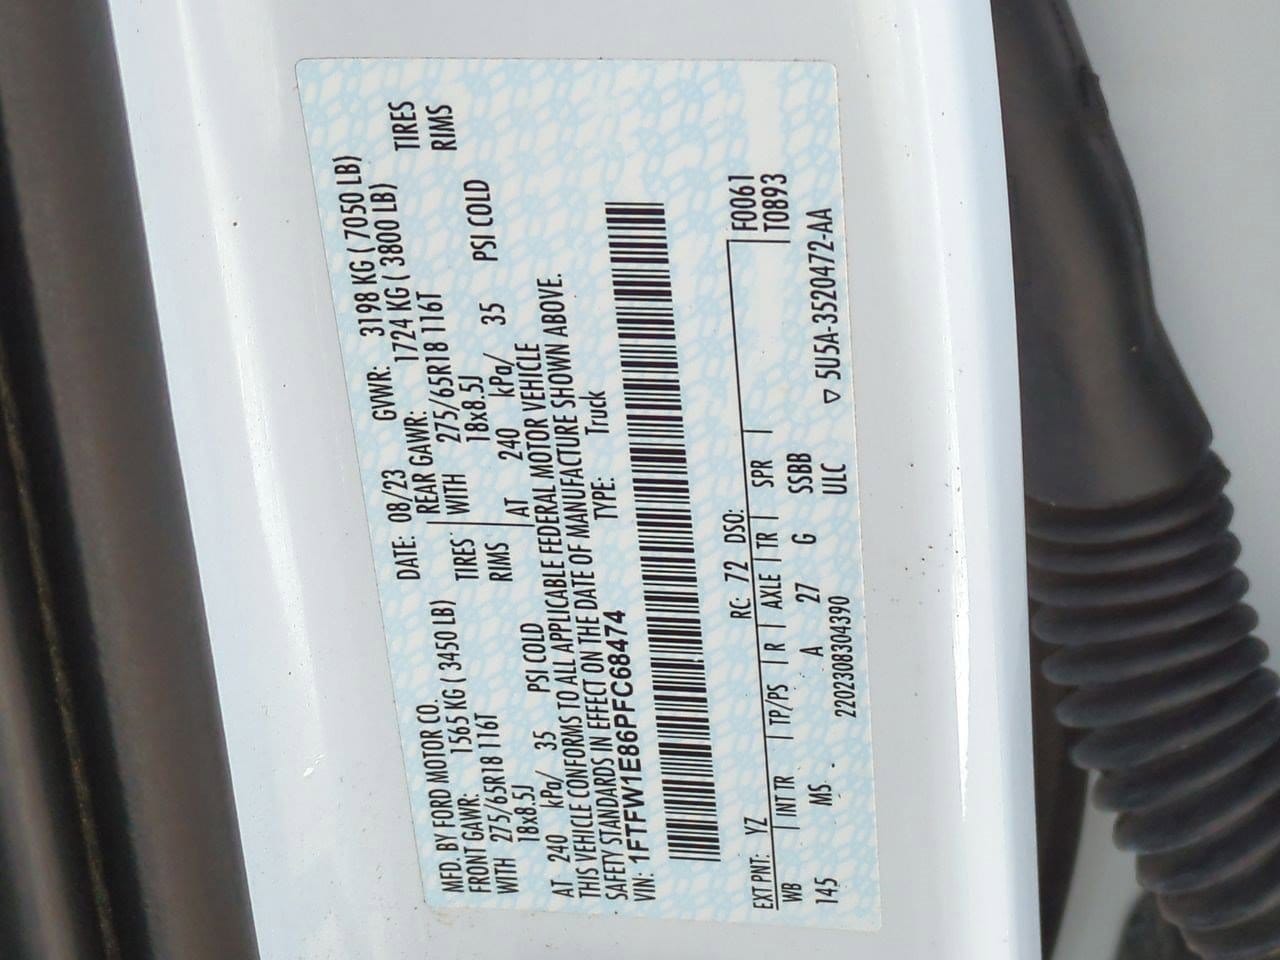 MFD. BY FORD MOTOR CO. DATE: 08/23 GVWR: 3198 KG ( 7050 LB)
FRONT GAWR: 1565 KG ( 3450 LB) REAR GAWR: 1724 KG ( 3800 LB)
WITH 275/65R18 116T TIRES WITH 275/65R18 116T TIRES
18x8.5J RIMS 18x8.5J RIMS
AT 240 kPa/ 35 PSI COLD AT 240 kPa/ 35 PSI COLD
THIS VEHICLE CONFORMS TO ALL APPLICABLE FEDERAL MOTOR VEHICLE
SAFETY STANDARDS IN EFFECT ON THE DATE OF MANUFACTURE SHOWN ABOVE.
VIN: 1FTFW1E86PFC68474 TYPE: Truck
F0061
T0893
EXT PNT: YZ RC: 72 DSO:
WB INT TR TP/PS R AXLE TR SPR
145 MS A 27 G SSBB
220230830 4390 ULC ▽ 5U5A-3520472-AA